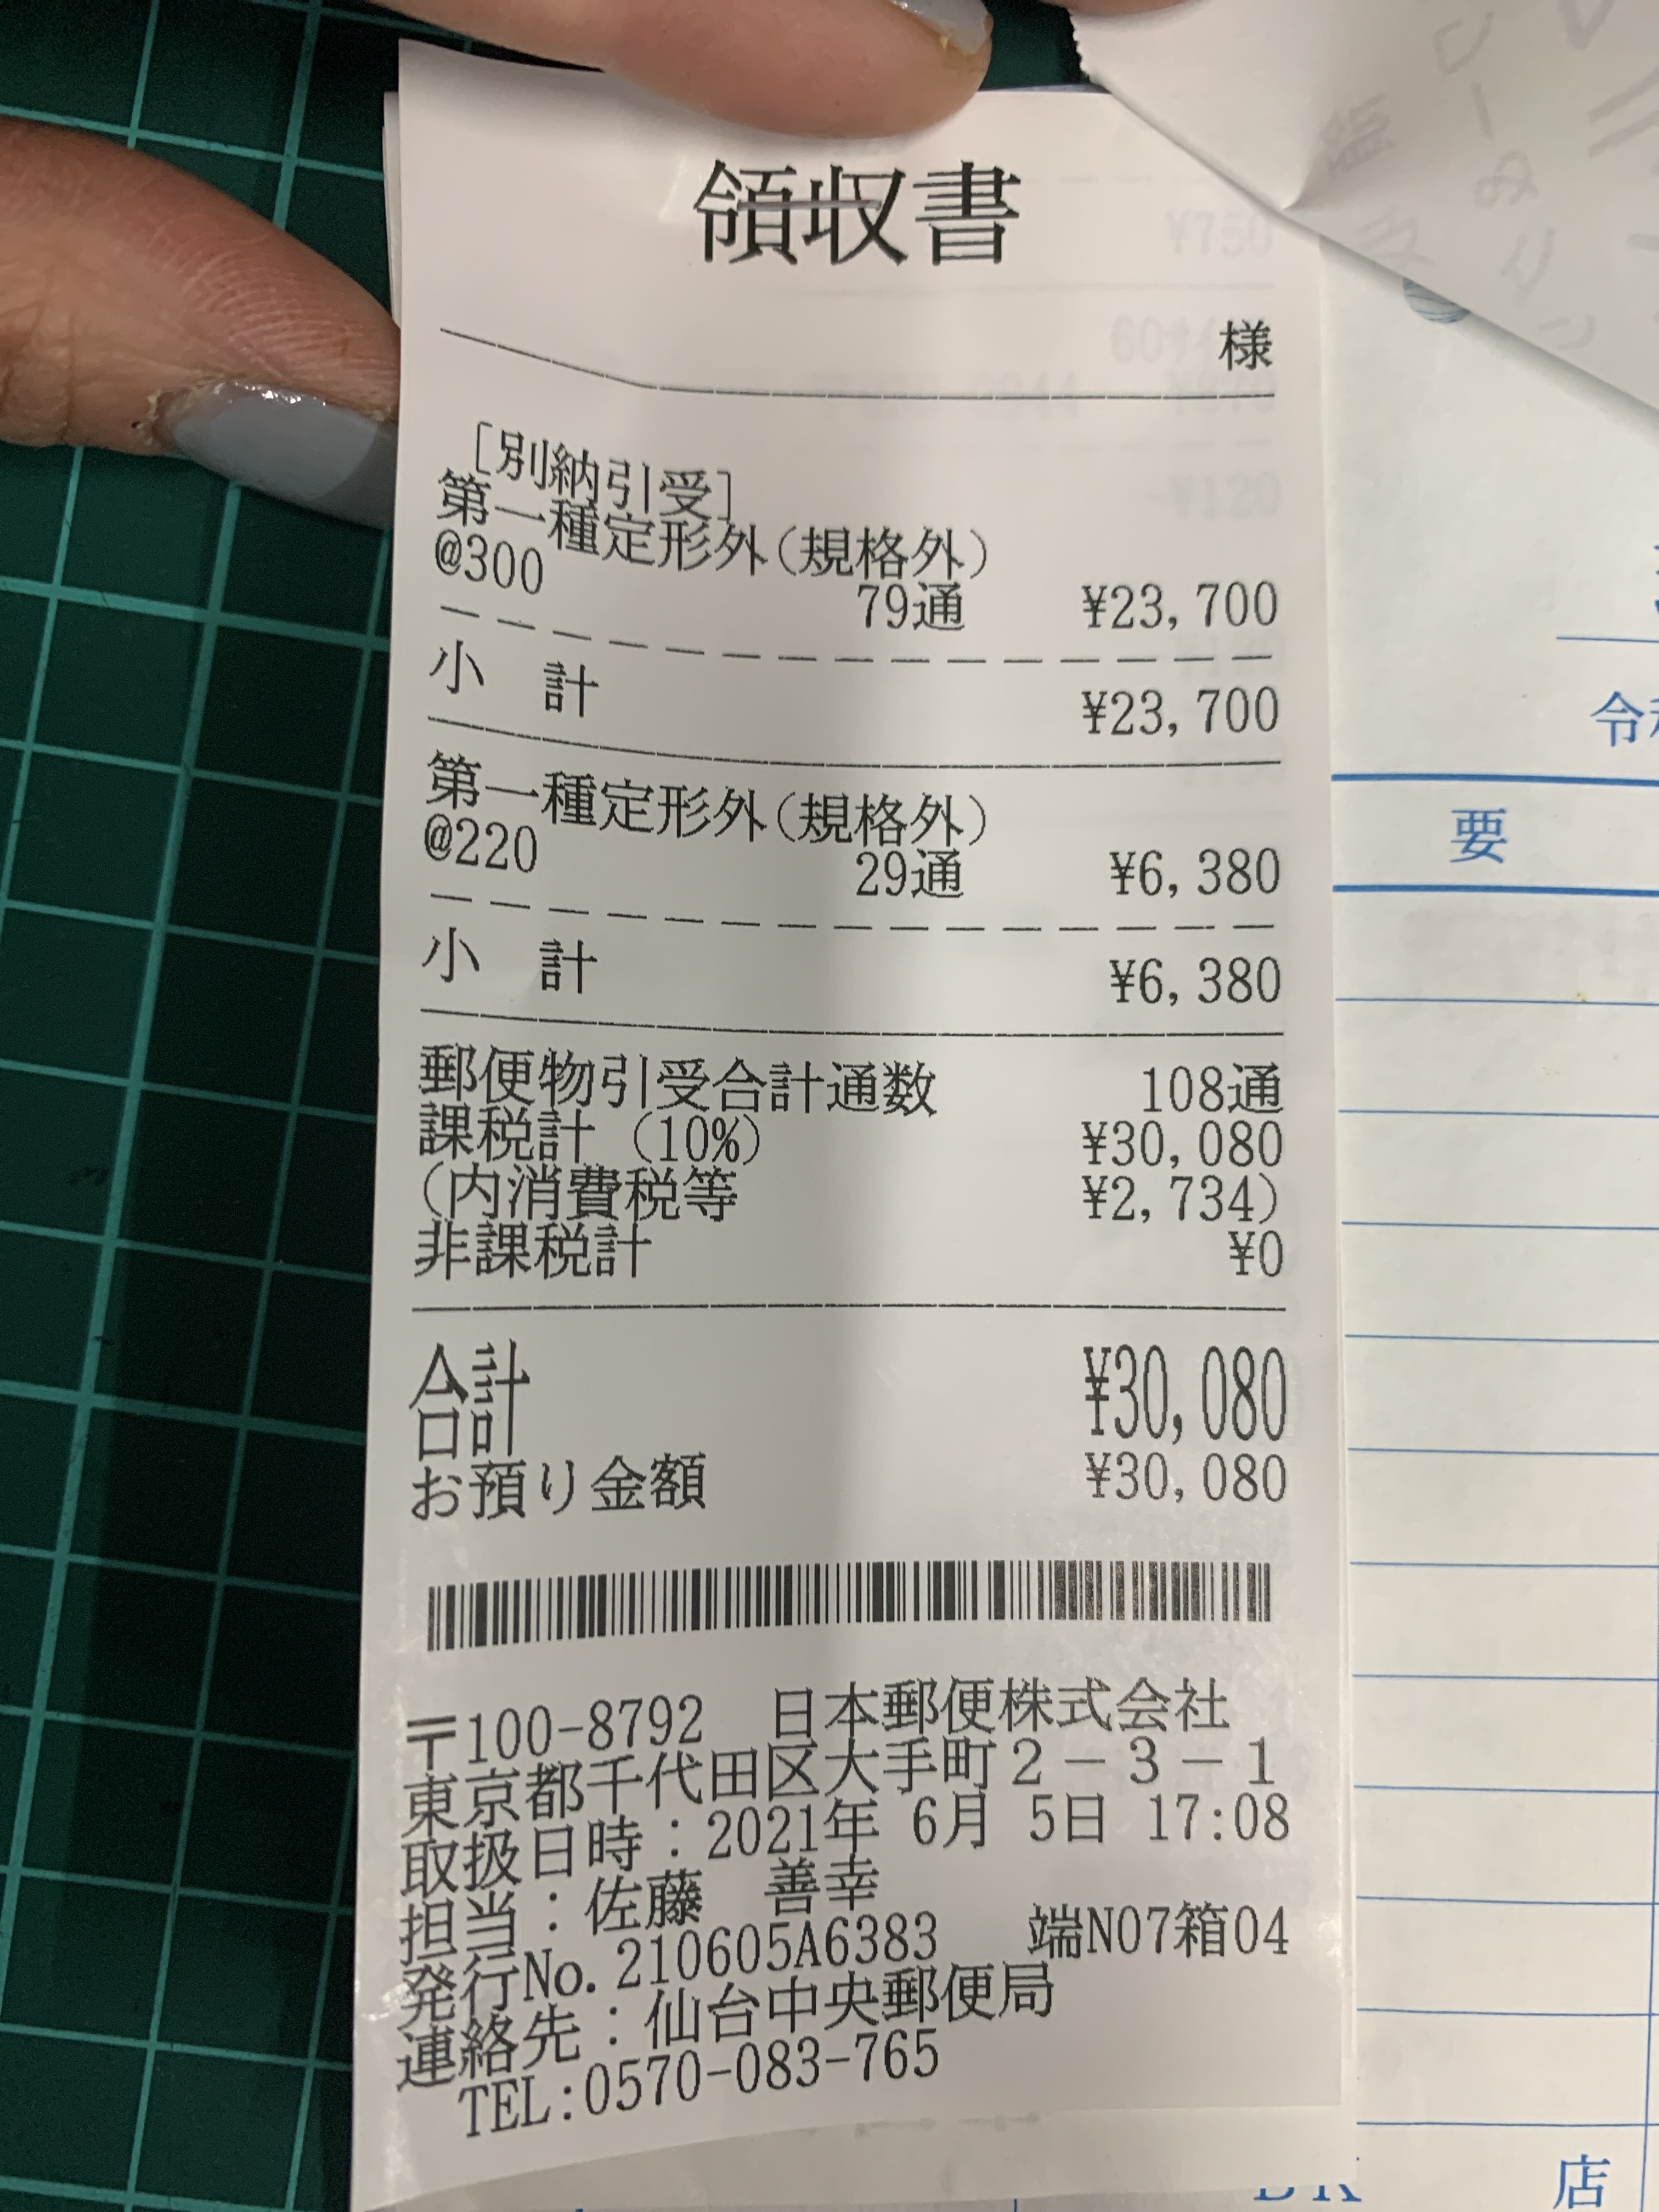 領収書
様
[別納引受]
第一種定形外(規格外)
@300 79通 ¥23,700
小 計 ¥23,700
第一種定形外(規格外)
@220 29通 ¥6,380
小 計 ¥6,380
郵便物引受合計通数 108通
課税計 (10%) ¥30,080
(内消費税等 ¥2,734)
非課税計 ¥0
合計 ¥30,080
お預り金額 ¥30,080
〒100-8792 日本郵便株式会社
東京都千代田区大手町2-3-1
取扱日時:2021年 6月 5日 17:08
担当:佐藤 善幸
発行No.210605A6383 端N07箱04
連絡先:仙台中央郵便局
TEL:0570-083-765
要
店